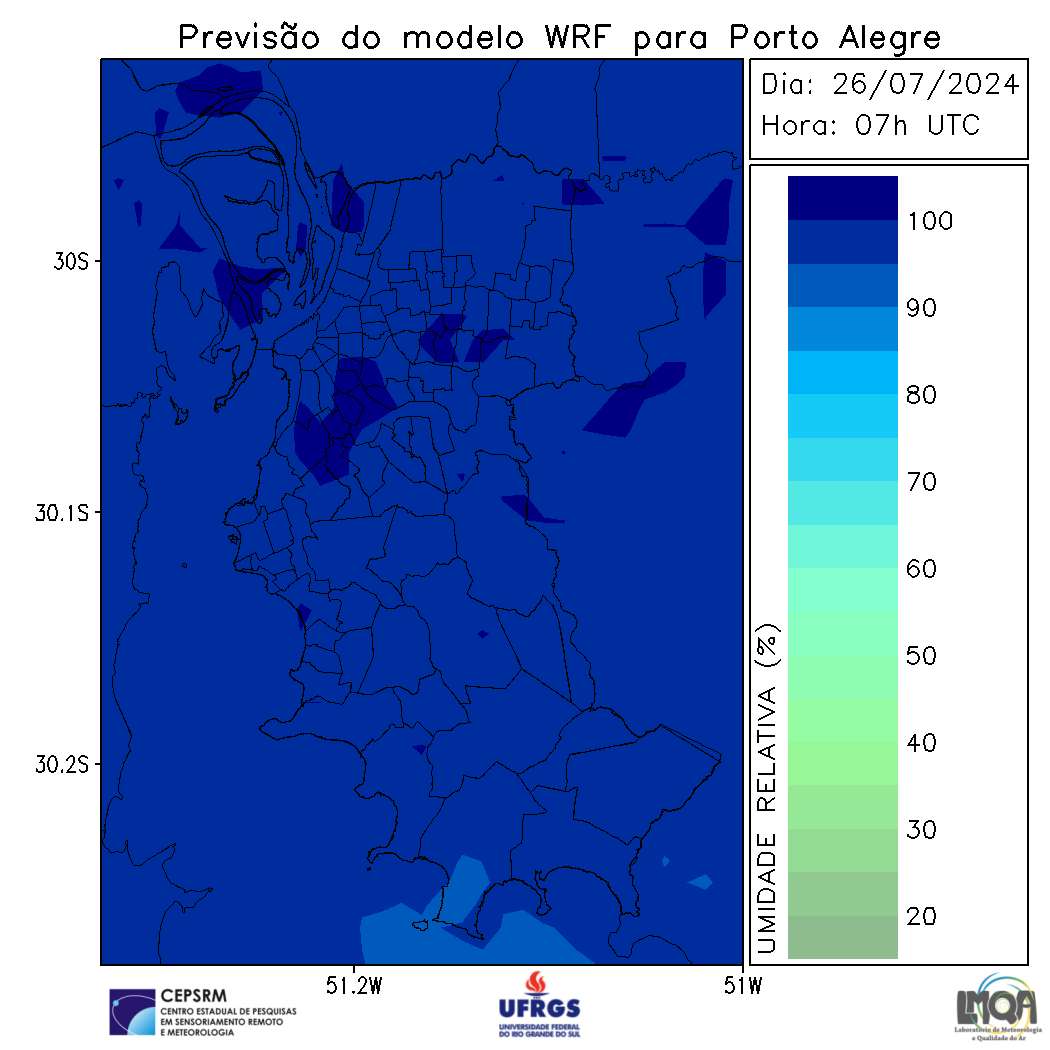 Previsão do modelo WRF para Porto Alegre
Dia: 26/07/2024
Hora: 07h UTC
30S
30.1S
30.2S
51.2W
51W
UMIDADE RELATIVA (%)
100
90
80
70
60
50
40
30
20
CEPSRM
CENTRO ESTADUAL DE PESQUISAS
EM SENSORIAMENTO REMOTO
E METEOROLOGIA
UFRGS
UNIVERSIDADE FEDERAL
DO RIO GRANDE DO SUL
LMQA
Laboratório de Meteorologia
e Qualidade do Ar